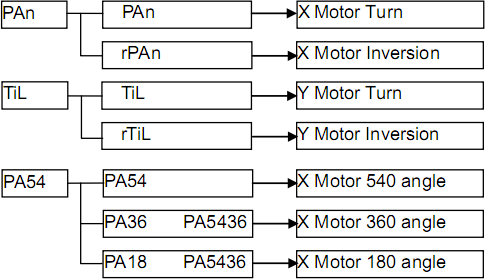 PAn PAn X Motor Turn
rPAn X Motor Inversion
TiL TiL Y Motor Turn
rTiL Y Motor Inversion
PA54 PA54 X Motor 540 angle
PA36 PA5436 X Motor 360 angle
PA18 PA5436 X Motor 180 angle